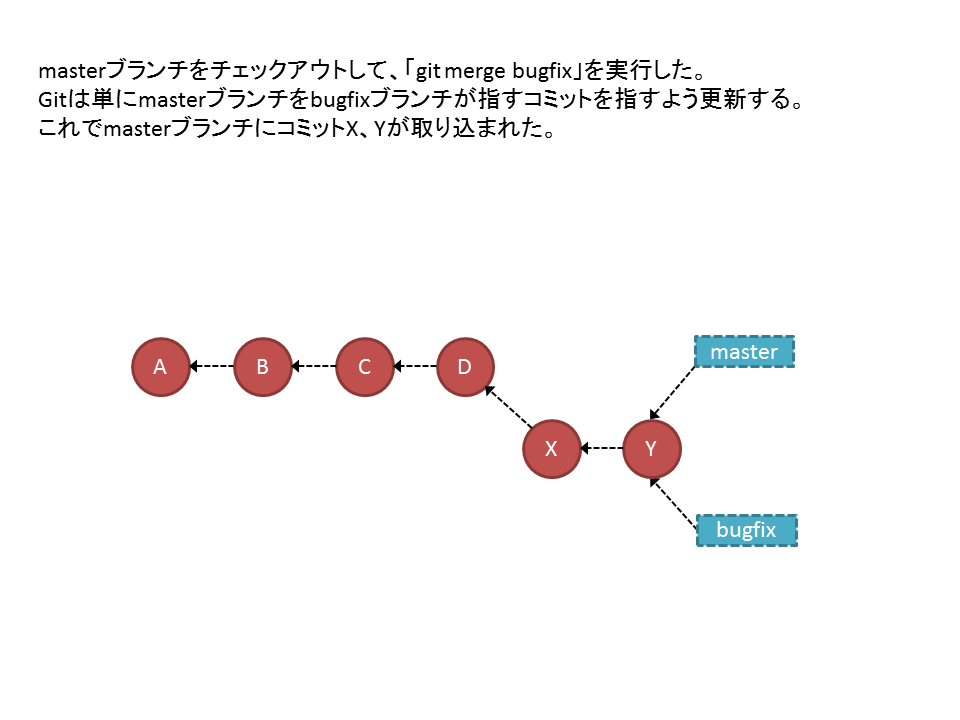 masterブランチをチェックアウトして、「git merge bugfix」を実行した。
Gitは単にmasterブランチをbugfixブランチが指すコミットを指すよう更新する。
これでmasterブランチにコミットX、Yが取り込まれた。
master
A B C D
X Y
bugfix